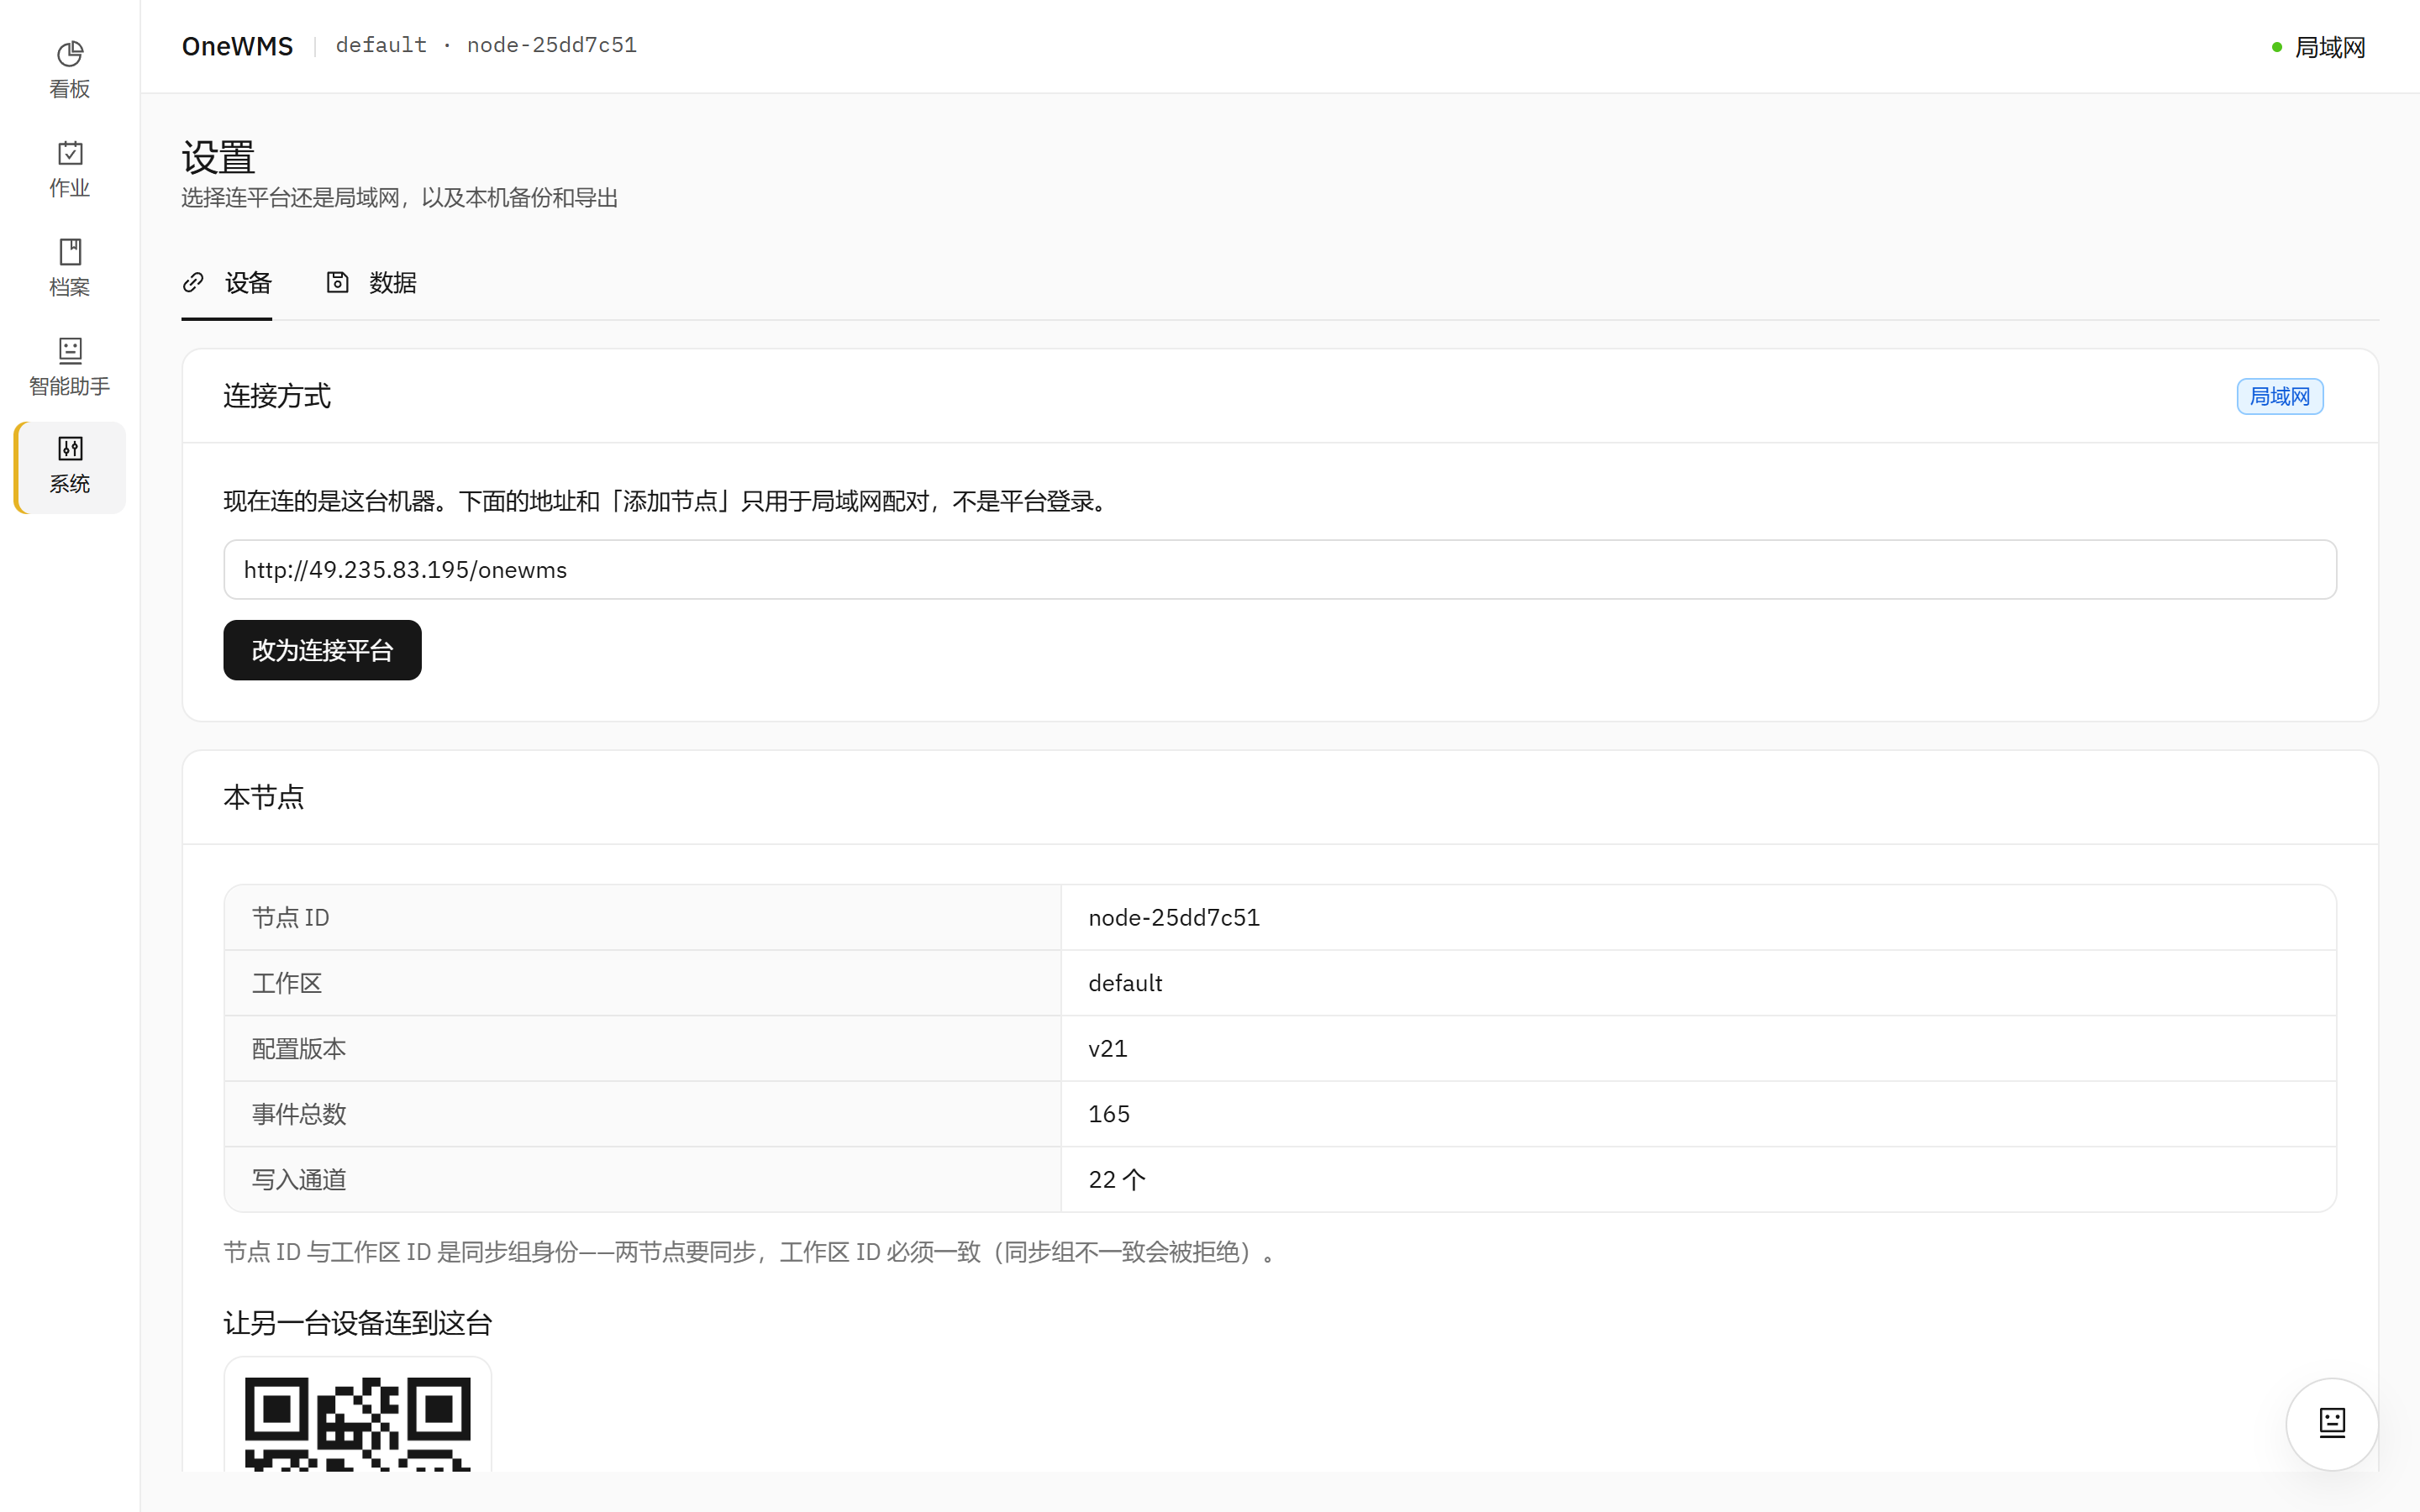 OneWMS
default · node-25dd7c51
局域网
看板
作业
档案
智能助手
系统
设置
选择连平台还是局域网，以及本机备份和导出
设备
数据
连接方式
局域网
现在连的是这台机器。下面的地址和「添加节点」只用于局域网配对，不是平台登录。
http://49.235.83.195/onewms
改为连接平台
本节点
节点 ID
node-25dd7c51
工作区
default
配置版本
v21
事件总数
165
写入通道
22 个
节点 ID 与工作区 ID 是同步组身份——两节点要同步，工作区 ID 必须一致（同步组不一致会被拒绝）。
让另一台设备连到这台